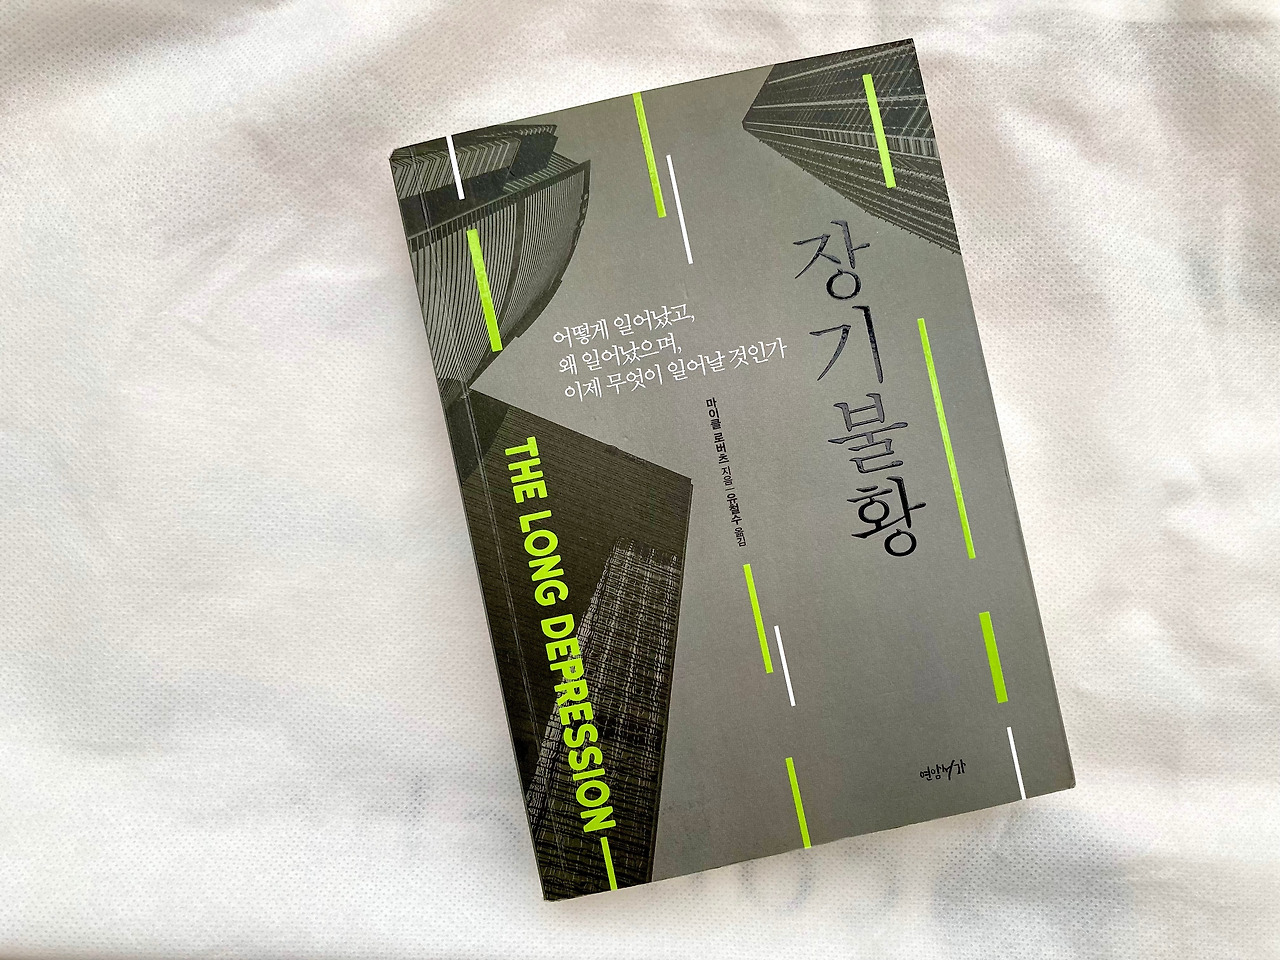 장기불황
어떻게 일어났고,
왜 일어났으며,
이제 무엇이 일어날 것인가
마이클 로버츠 지음 | 유철수 옮김
THE LONG DEPRESSION
연암서가